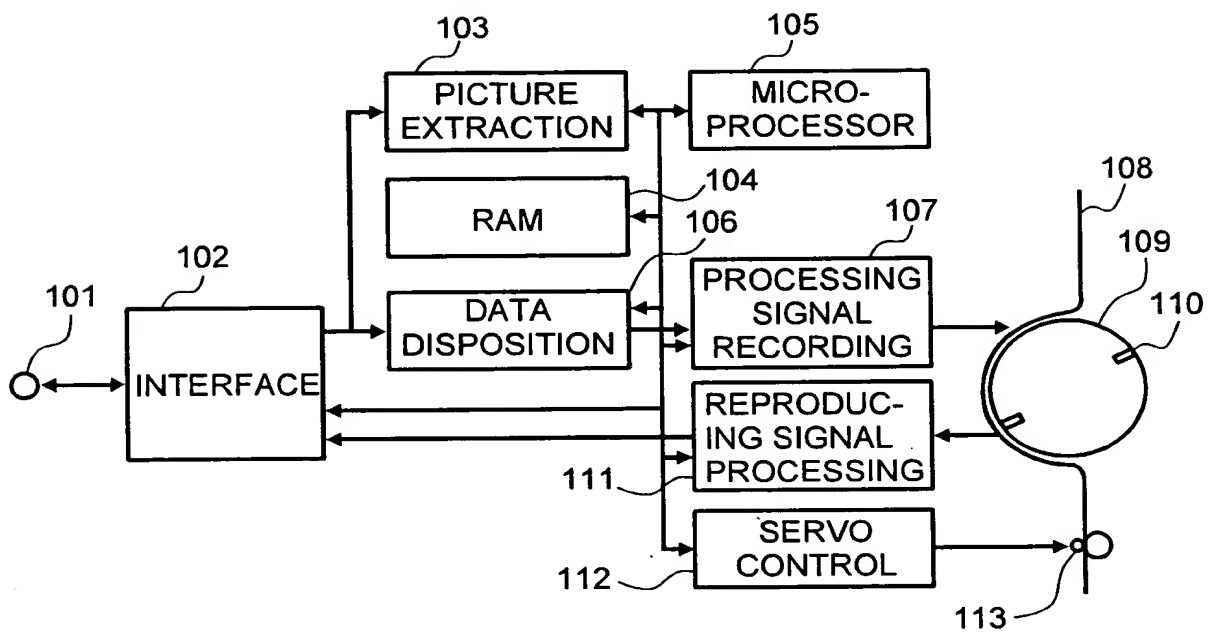 103
105
PICTURE
EXTRACTION
MICRO-
PROCESSOR
104
RAM
108
106
107
109
102
101
110
DATA
DISPOSITION
PROCESSING
SIGNAL
RECORDING
INTERFACE
REPRODUC-
ING SIGNAL
PROCESSING
111
SERVO
CONTROL
112
113